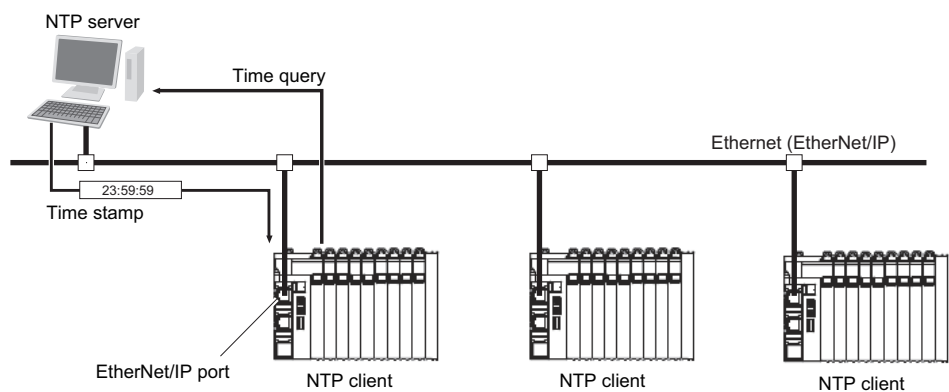 NTP server
Time query
Ethernet (EtherNet/IP)
23:59:59
Time stamp
EtherNet/IP port
NTP client
NTP client
NTP client